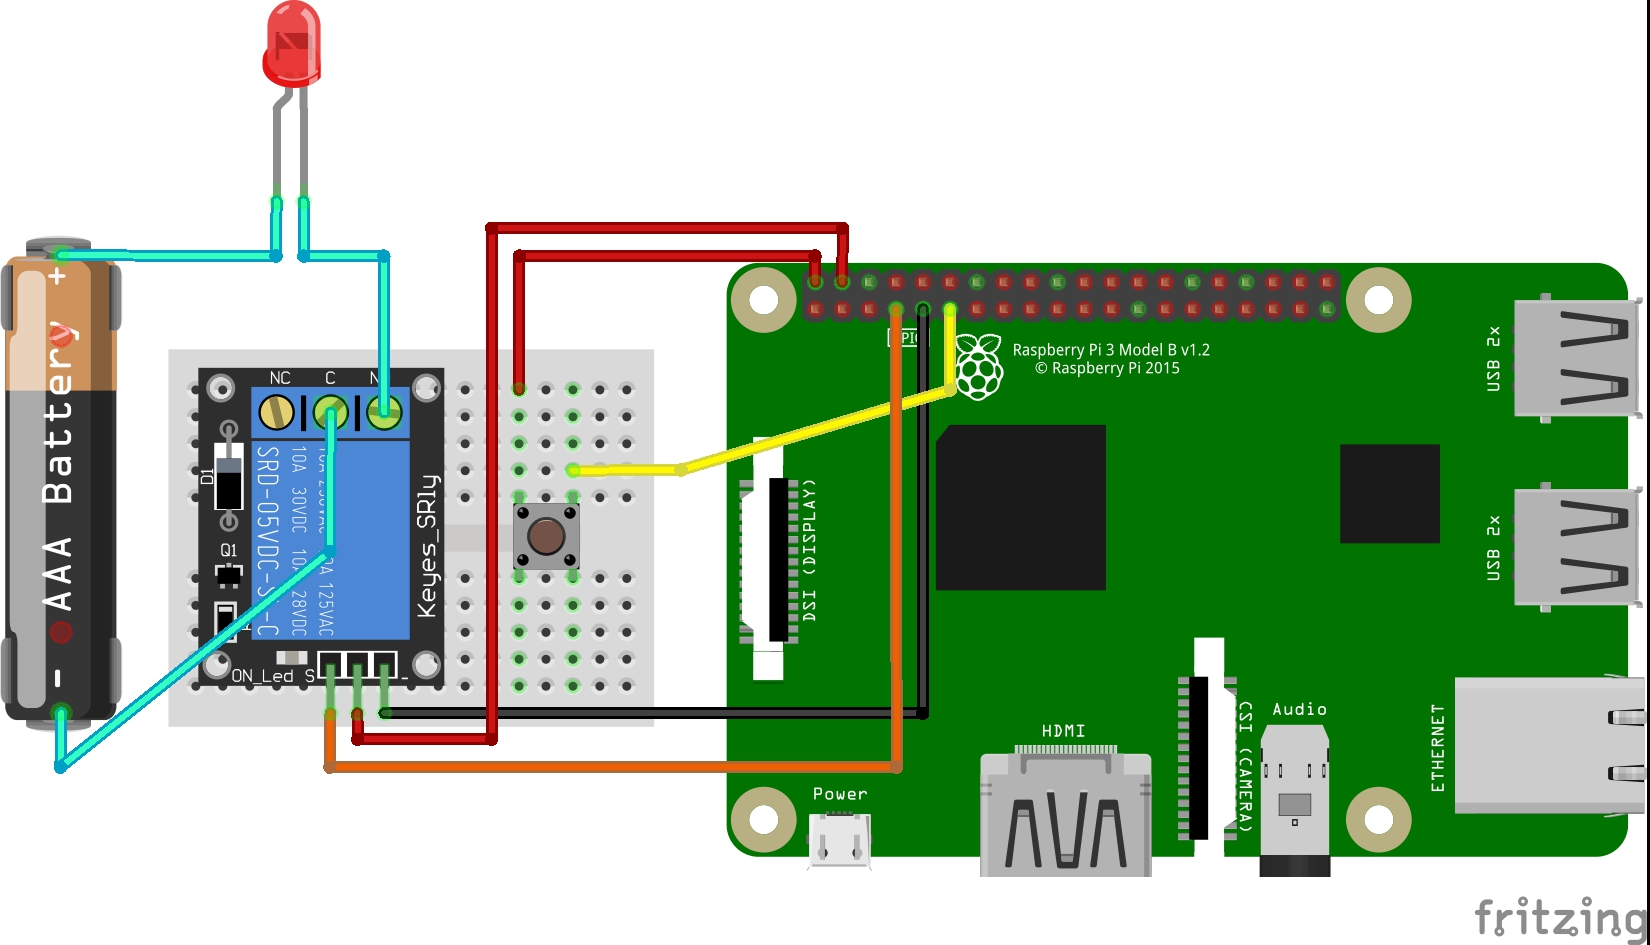 +
AAA Battery
-
NC
C
N
D1
Q1
SRD-05VDC-S-C
10A 30VDC
10A 28VDC
125VAC
Keyes_SRly
ON_Led
S
-
Raspberry Pi 3 Model B v1.2
© Raspberry Pi 2015
DSI (DISPLAY)
USB 2x
USB 2x
Power
HDMI
CSI (CAMERA)
Audio
ETHERNET
fritzing